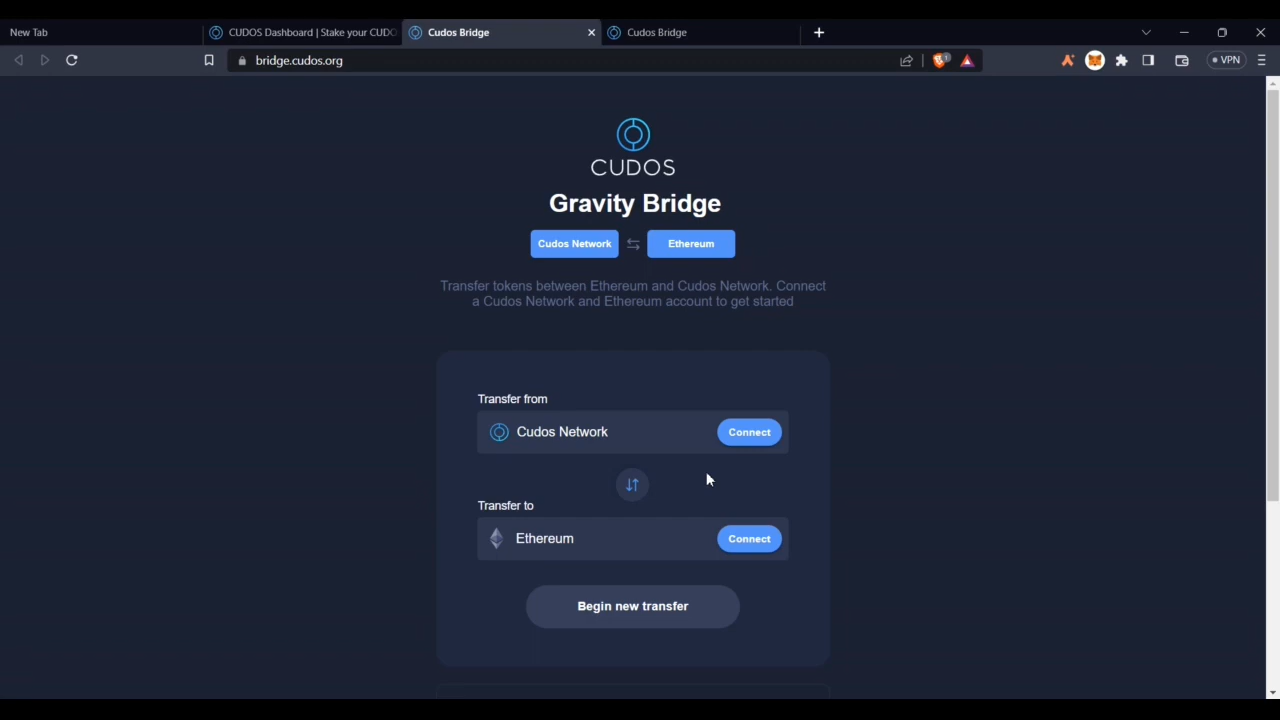 New Tab
CUDOS Dashboard | Stake your CUDO
Cudos Bridge
Cudos Bridge
bridge.cudos.org
1
VPN
CUDOS
Gravity Bridge
Cudos Network
Ethereum
Transfer tokens between Ethereum and Cudos Network. Connect
a Cudos Network and Ethereum account to get started
Transfer from
Cudos Network
Connect
Transfer to
Ethereum
Connect
Begin new transfer